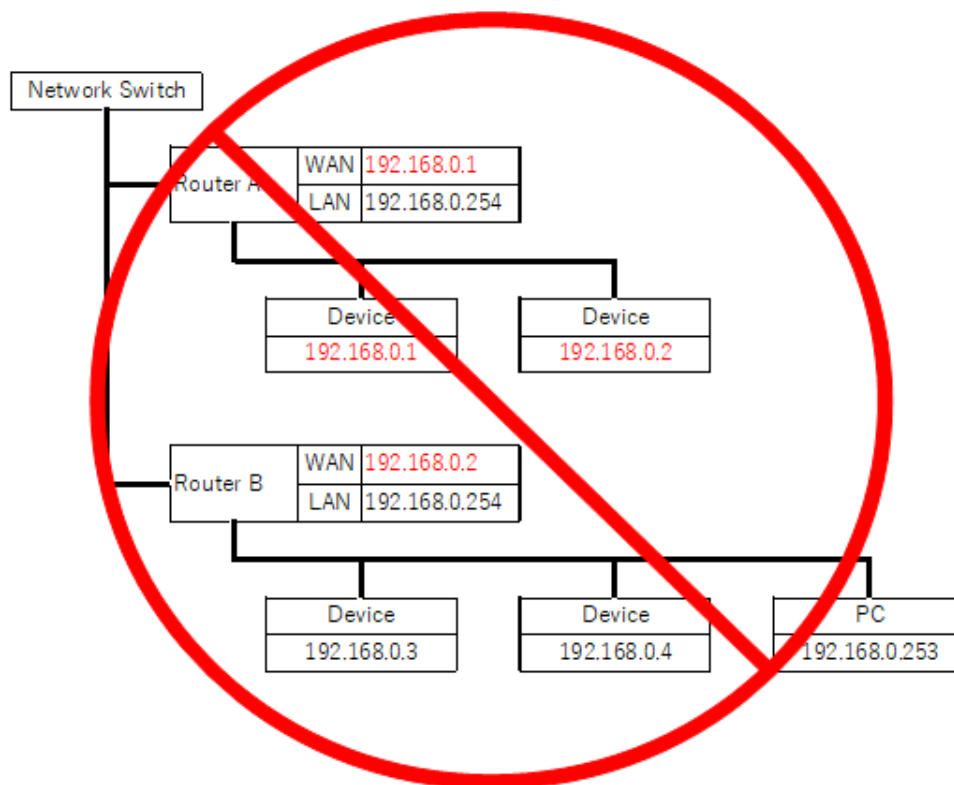 Network Switch
Router A
WAN 192.168.0.1
LAN 192.168.0.254
Device
192.168.0.1
Device
192.168.0.2
Router B
WAN 192.168.0.2
LAN 192.168.0.254
Device
192.168.0.3
Device
192.168.0.4
PC
192.168.0.253